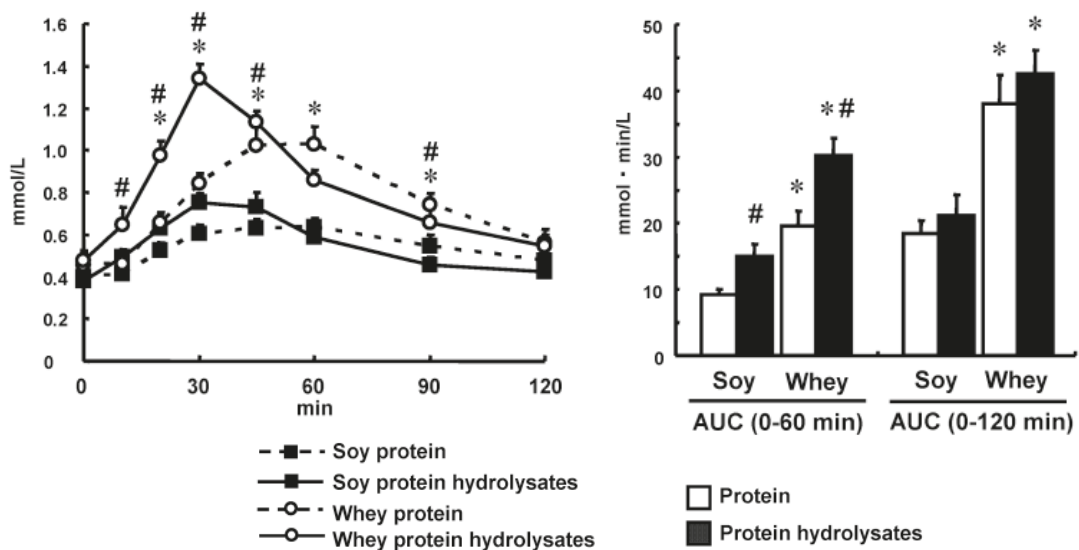 1.6
1.4
1.2
1.0
0.8
0.6
0.4
0.2
0
mmol/L
# # # # * * * * # # *
0 30 60 90 120
min
Soy protein
Soy protein hydrolysates
Whey protein
Whey protein hydrolysates
50
40
30
20
10
0
mmol · min/L
# * *# * *
Soy Whey Soy Whey
AUC (0-60 min) AUC (0-120 min)
Protein
Protein hydrolysates